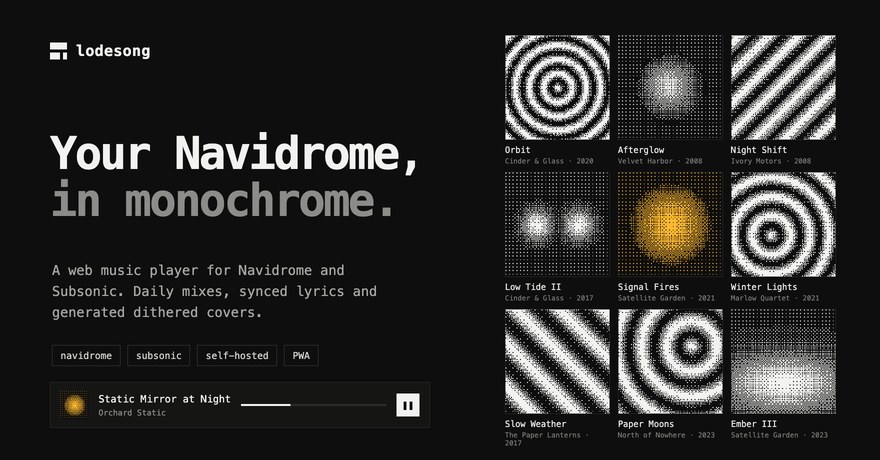 lodesong
Your Navidrome,
in monochrome.
A web music player for Navidrome and
Subsonic. Daily mixes, synced lyrics and
generated dithered covers.
navidrome
subsonic
self-hosted
PWA
Static Mirror at Night
Orchard Static
Orbit
Cinder & Glass · 2020
Afterglow
Velvet Harbor · 2008
Night Shift
Ivory Motors · 2008
Low Tide II
Cinder & Glass · 2017
Signal Fires
Satellite Garden · 2021
Winter Lights
Marlow Quartet · 2021
Slow Weather
The Paper Lanterns ·
2017
Paper Moons
North of Nowhere · 2023
Ember III
Satellite Garden · 2023